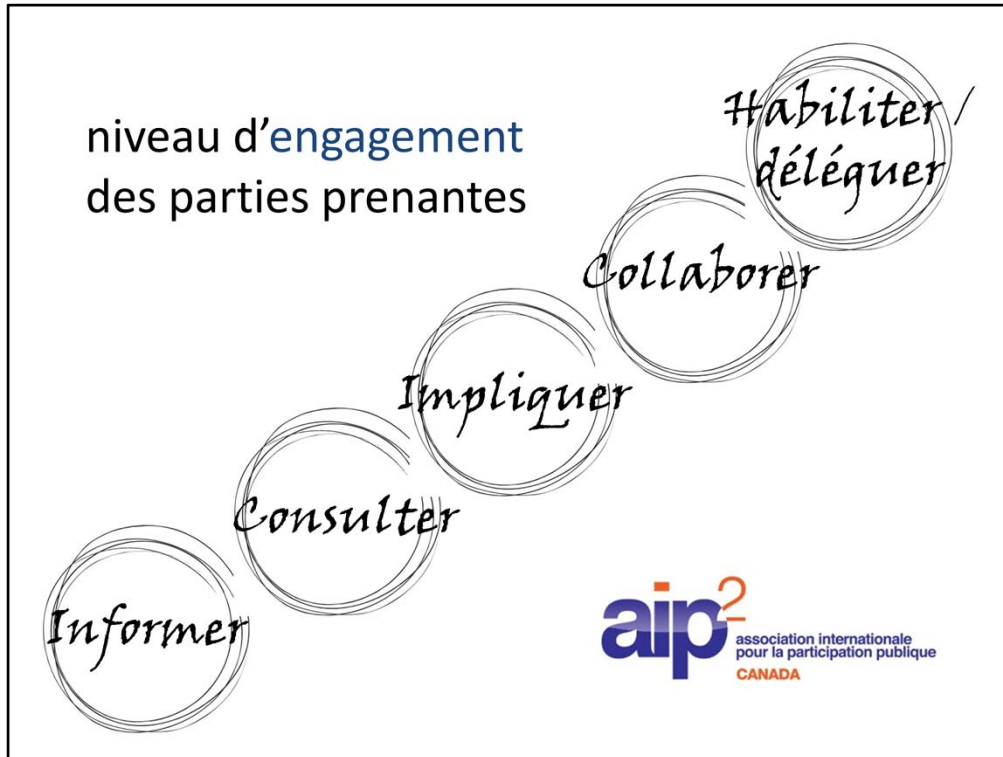 niveau d’engagement
des parties prenantes
Habiliter /
déléguer
Collaborer
Impliquer
Consulter
Informer
aip2
association internationale
pour la participation publique
CANADA